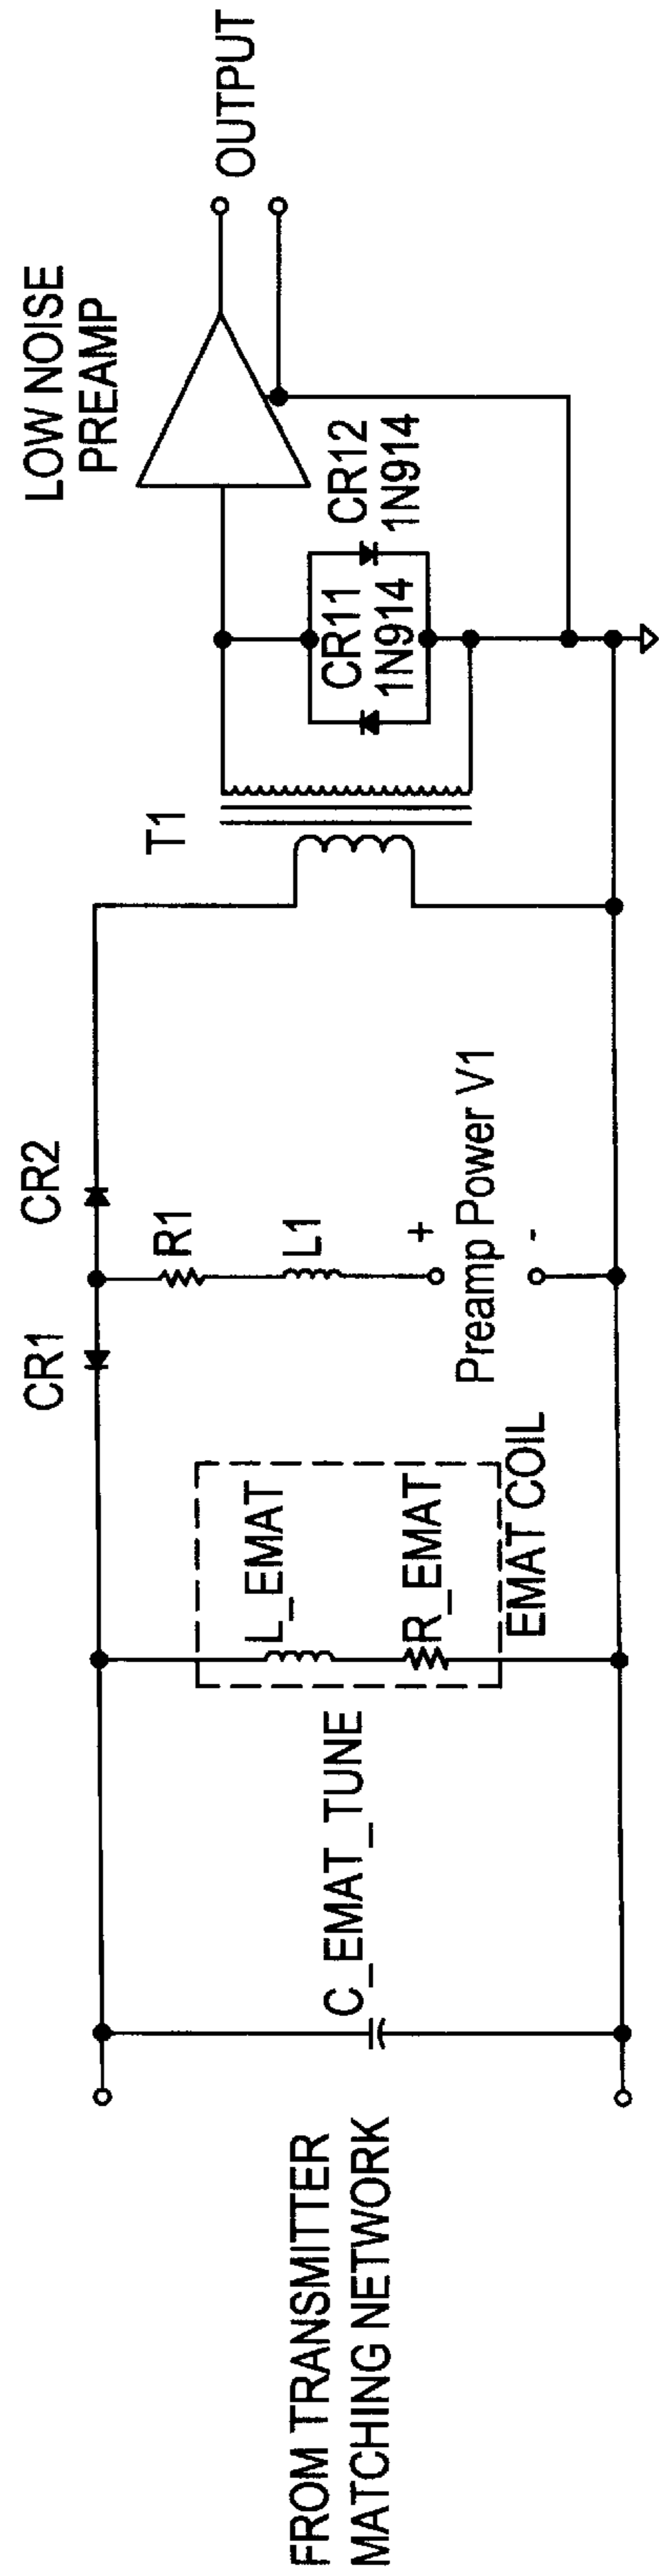 FROM TRANSMITTER
MATCHING NETWORK
C_EMAT_TUNE
L_EMAT
R_EMAT
EMAT COIL
CR1
CR2
R1
L1
+
Preamp Power V1
-
T1
CR11
1N914
CR12
1N914
LOW NOISE
PREAMP
OUTPUT